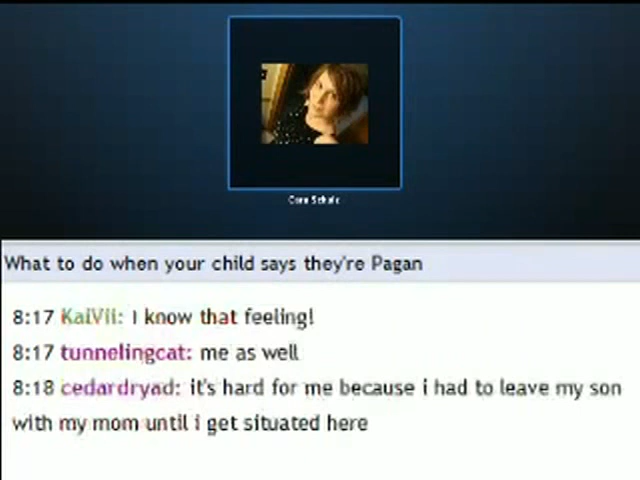 Cara Schulz
What to do when your child says they're Pagan
8:17 KaiVii: I know that feeling!
8:17 tunnelingcat: me as well
8:18 cedardryad: it's hard for me because i had to leave my son
with my mom until i get situated here